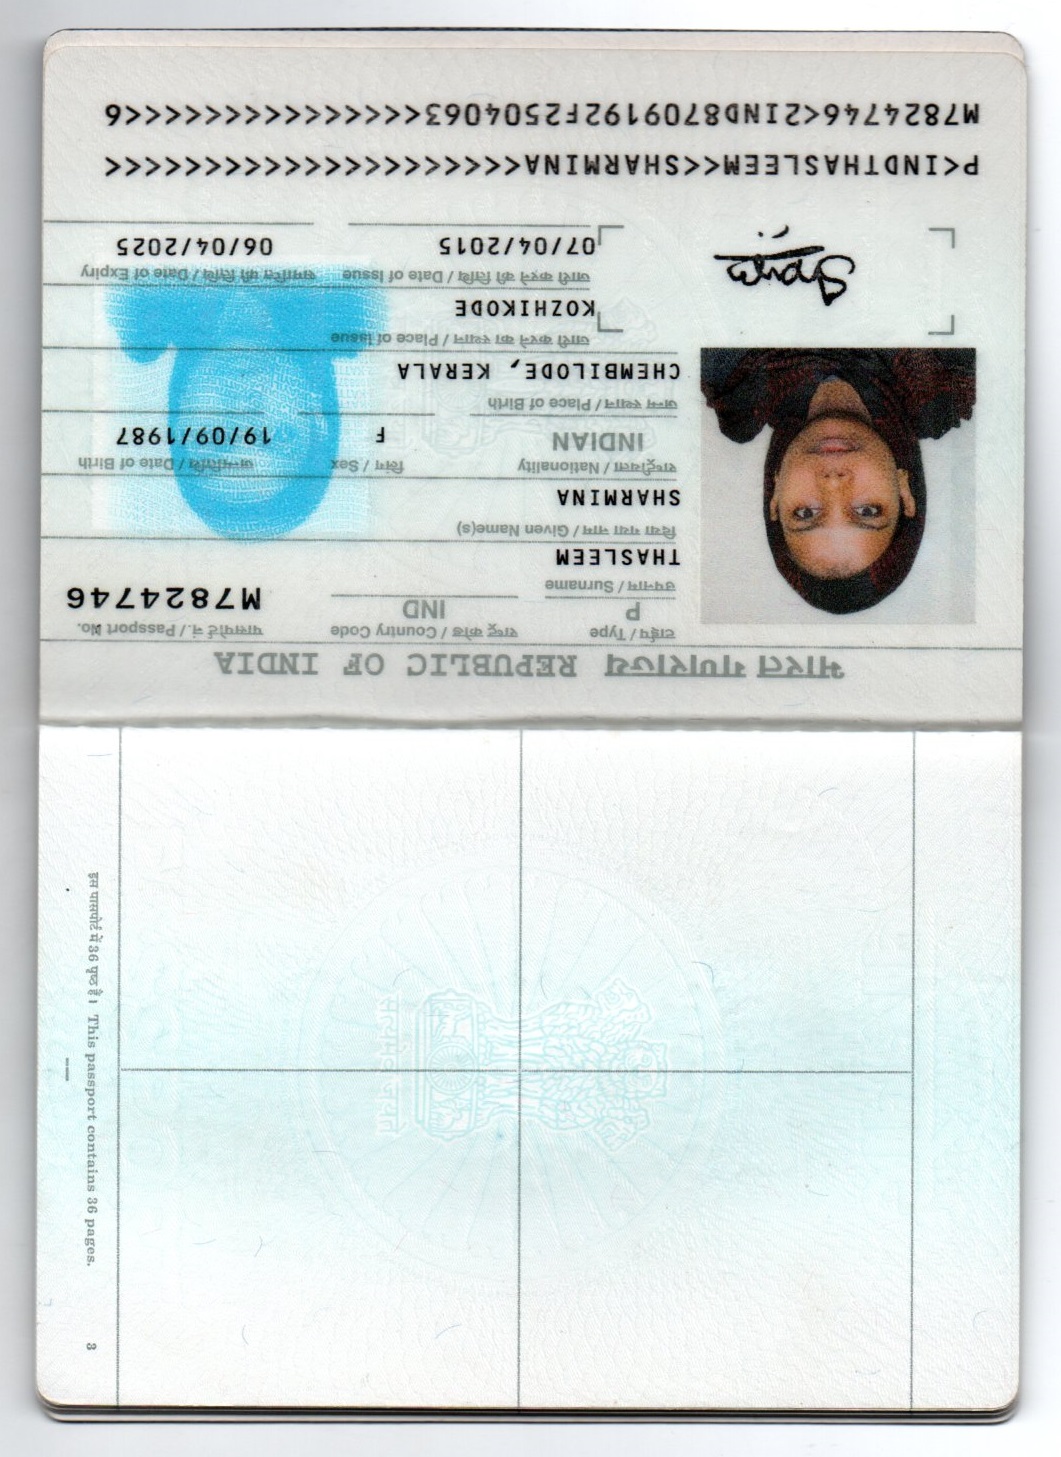 3
इस पासपोर्ट में 36 पृष्ठ है। This passport contains 36 pages.
भारत गणराज्य REPUBLIC OF INDIA
टाईप / Type राष्ट्र कोड / Country Code पासपोर्ट नं. / Passport No.
P IND M7824746
उपनाम / Surname
THASLEEM
दिया गया नाम / Given Name(s)
SHARMINA
राष्ट्रीयता / Nationality लिंग / Sex जन्मतिथि / Date of Birth
INDIAN F 19/09/1987
जन्म स्थान / Place of Birth
CHEMBILODE, KERALA
जारी करने का स्थान / Place of Issue
KOZHIKODE
जारी करने की तिथि / Date of Issue समाप्ति की तिथि / Date of Expiry
07/04/2015 06/04/2025
P<INDTHASLEEM<<SHARMINA<<<<<<<<<<<<<<<<<<<<<
M7824746<2IND8709192F2504063<<<<<<<<<<<<<<<6